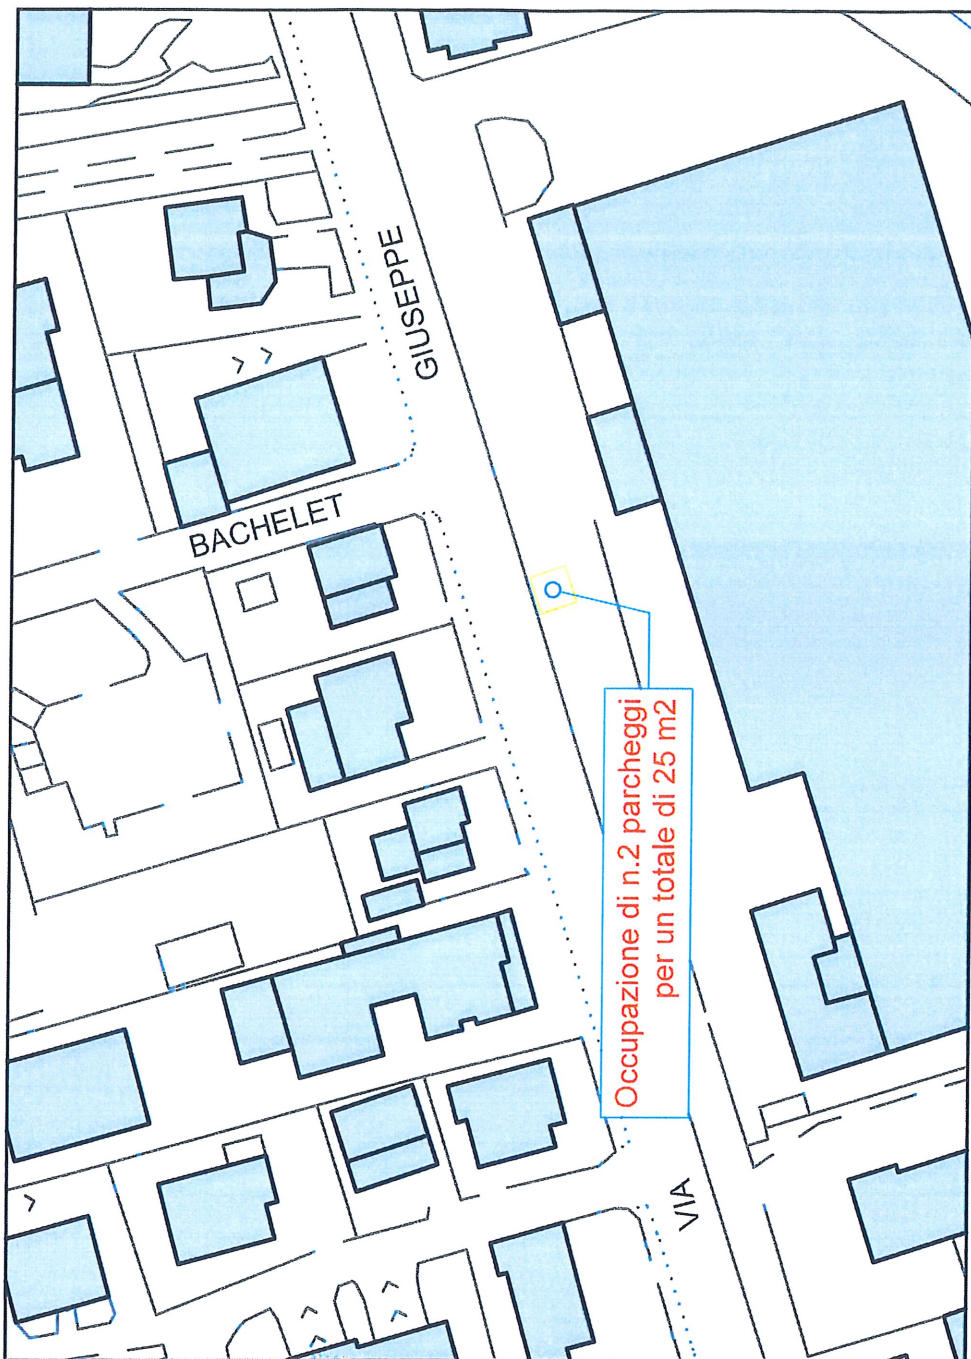 VIA
GIUSEPPE
BACHELET
Occupazione di n.2 parcheggi
per un totale di 25 m2